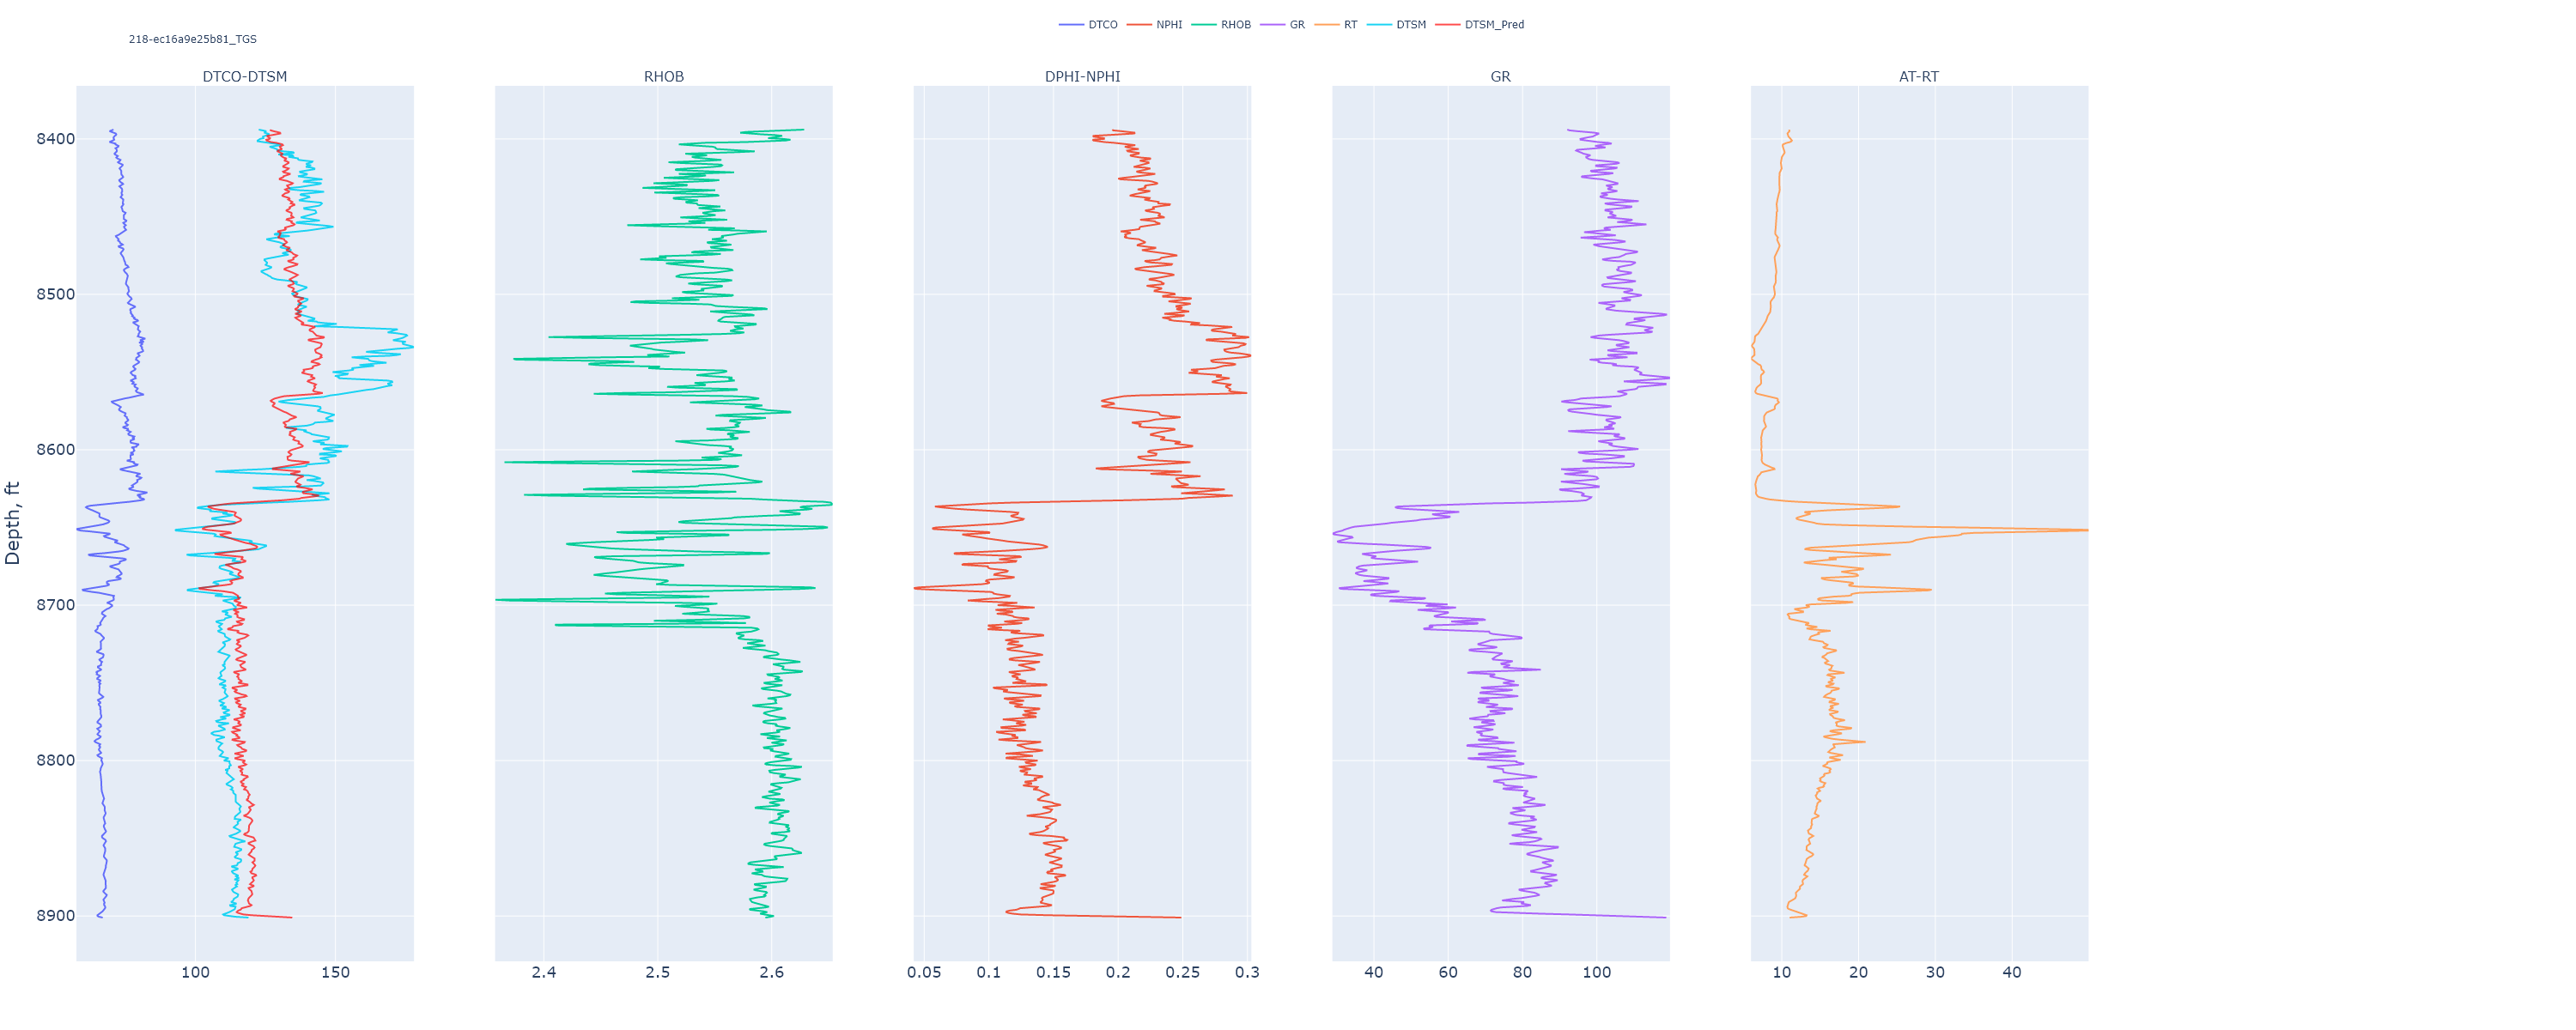 DTCO NPHI RHOB GR RT DTSM DTSM_Pred
218-ec16a9e25b81_TGS
DTCO-DTSM RHOB DPHI-NPHI GR AT-RT
8400
8500
8600
8700
8800
8900
Depth, ft
100 150 2.4 2.5 2.6 0.05 0.1 0.15 0.2 0.25 0.3 40 60 80 100 10 20 30 40